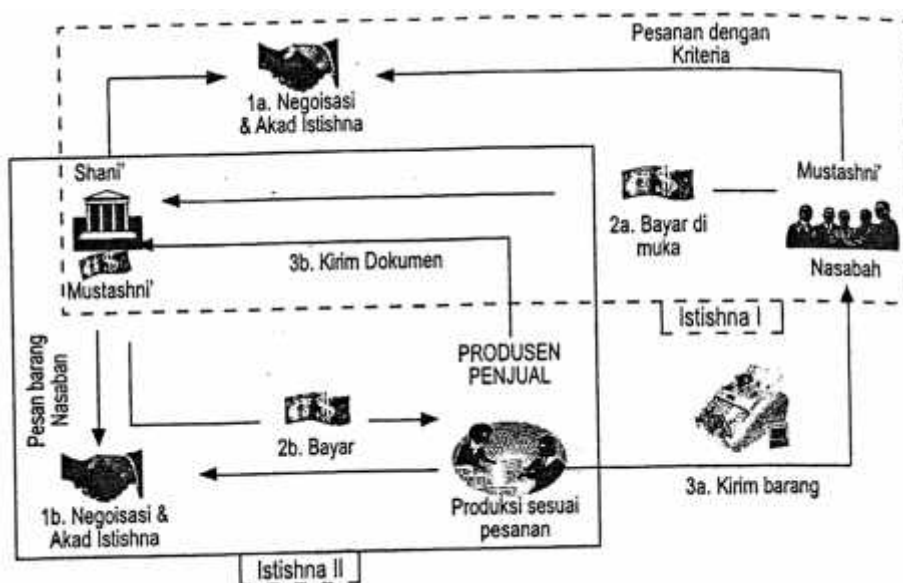 Pesanan dengan
Kriteria
1a. Negoisasi
& Akad Istishna
Shani"
Mustashni'
2a. Bayar di
muka
Mustashni'
Nasabah
3b. Kirim Dokumen
Istishna I
Pesan barang
Nasaban
PRODUSEN
PENJUAL
2b. Bayar
3a. Kirim barang
1b. Negoisasi &
Akad Istishna
Produksi sesuai
pesanan
Istishna II